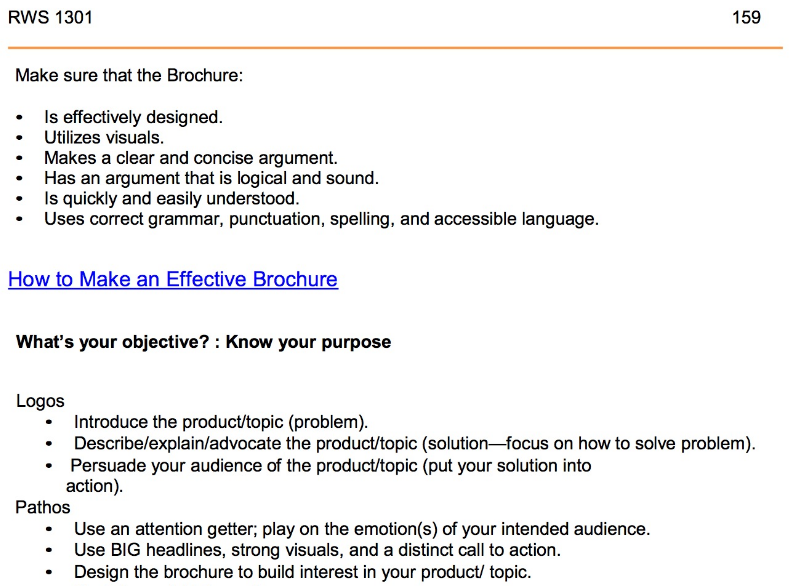 RWS 1301 159
Make sure that the Brochure:
• Is effectively designed.
• Utilizes visuals.
• Makes a clear and concise argument.
• Has an argument that is logical and sound.
• Is quickly and easily understood.
• Uses correct grammar, punctuation, spelling, and accessible language.
How to Make an Effective Brochure
What's your objective? : Know your purpose
Logos
• Introduce the product/topic (problem).
• Describe/explain/advocate the product/topic (solution—focus on how to solve problem).
• Persuade your audience of the product/topic (put your solution into
action).
Pathos
• Use an attention getter; play on the emotion(s) of your intended audience.
• Use BIG headlines, strong visuals, and a distinct call to action.
• Design the brochure to build interest in your product/ topic.